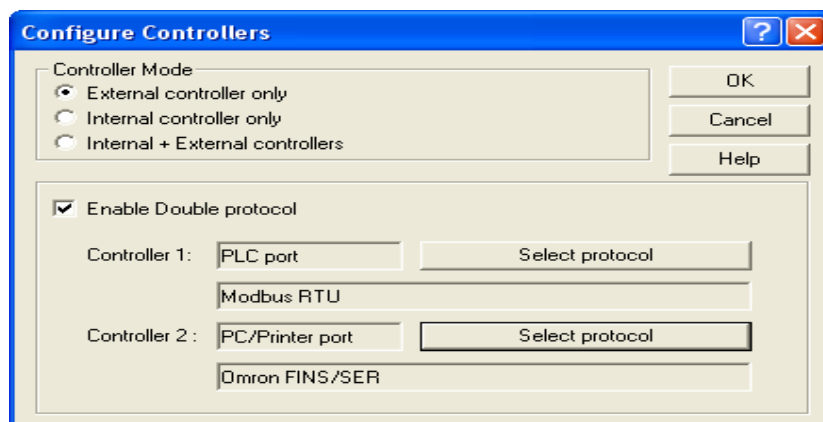 Configure Controllers
?
Controller Mode
External controller only
Internal controller only
Internal + External controllers
OK
Cancel
Help
Enable Double protocol
Controller 1: PLC port Select protocol
Modbus RTU
Controller 2 : PC/Printer port Select protocol
Omron FINS/SER